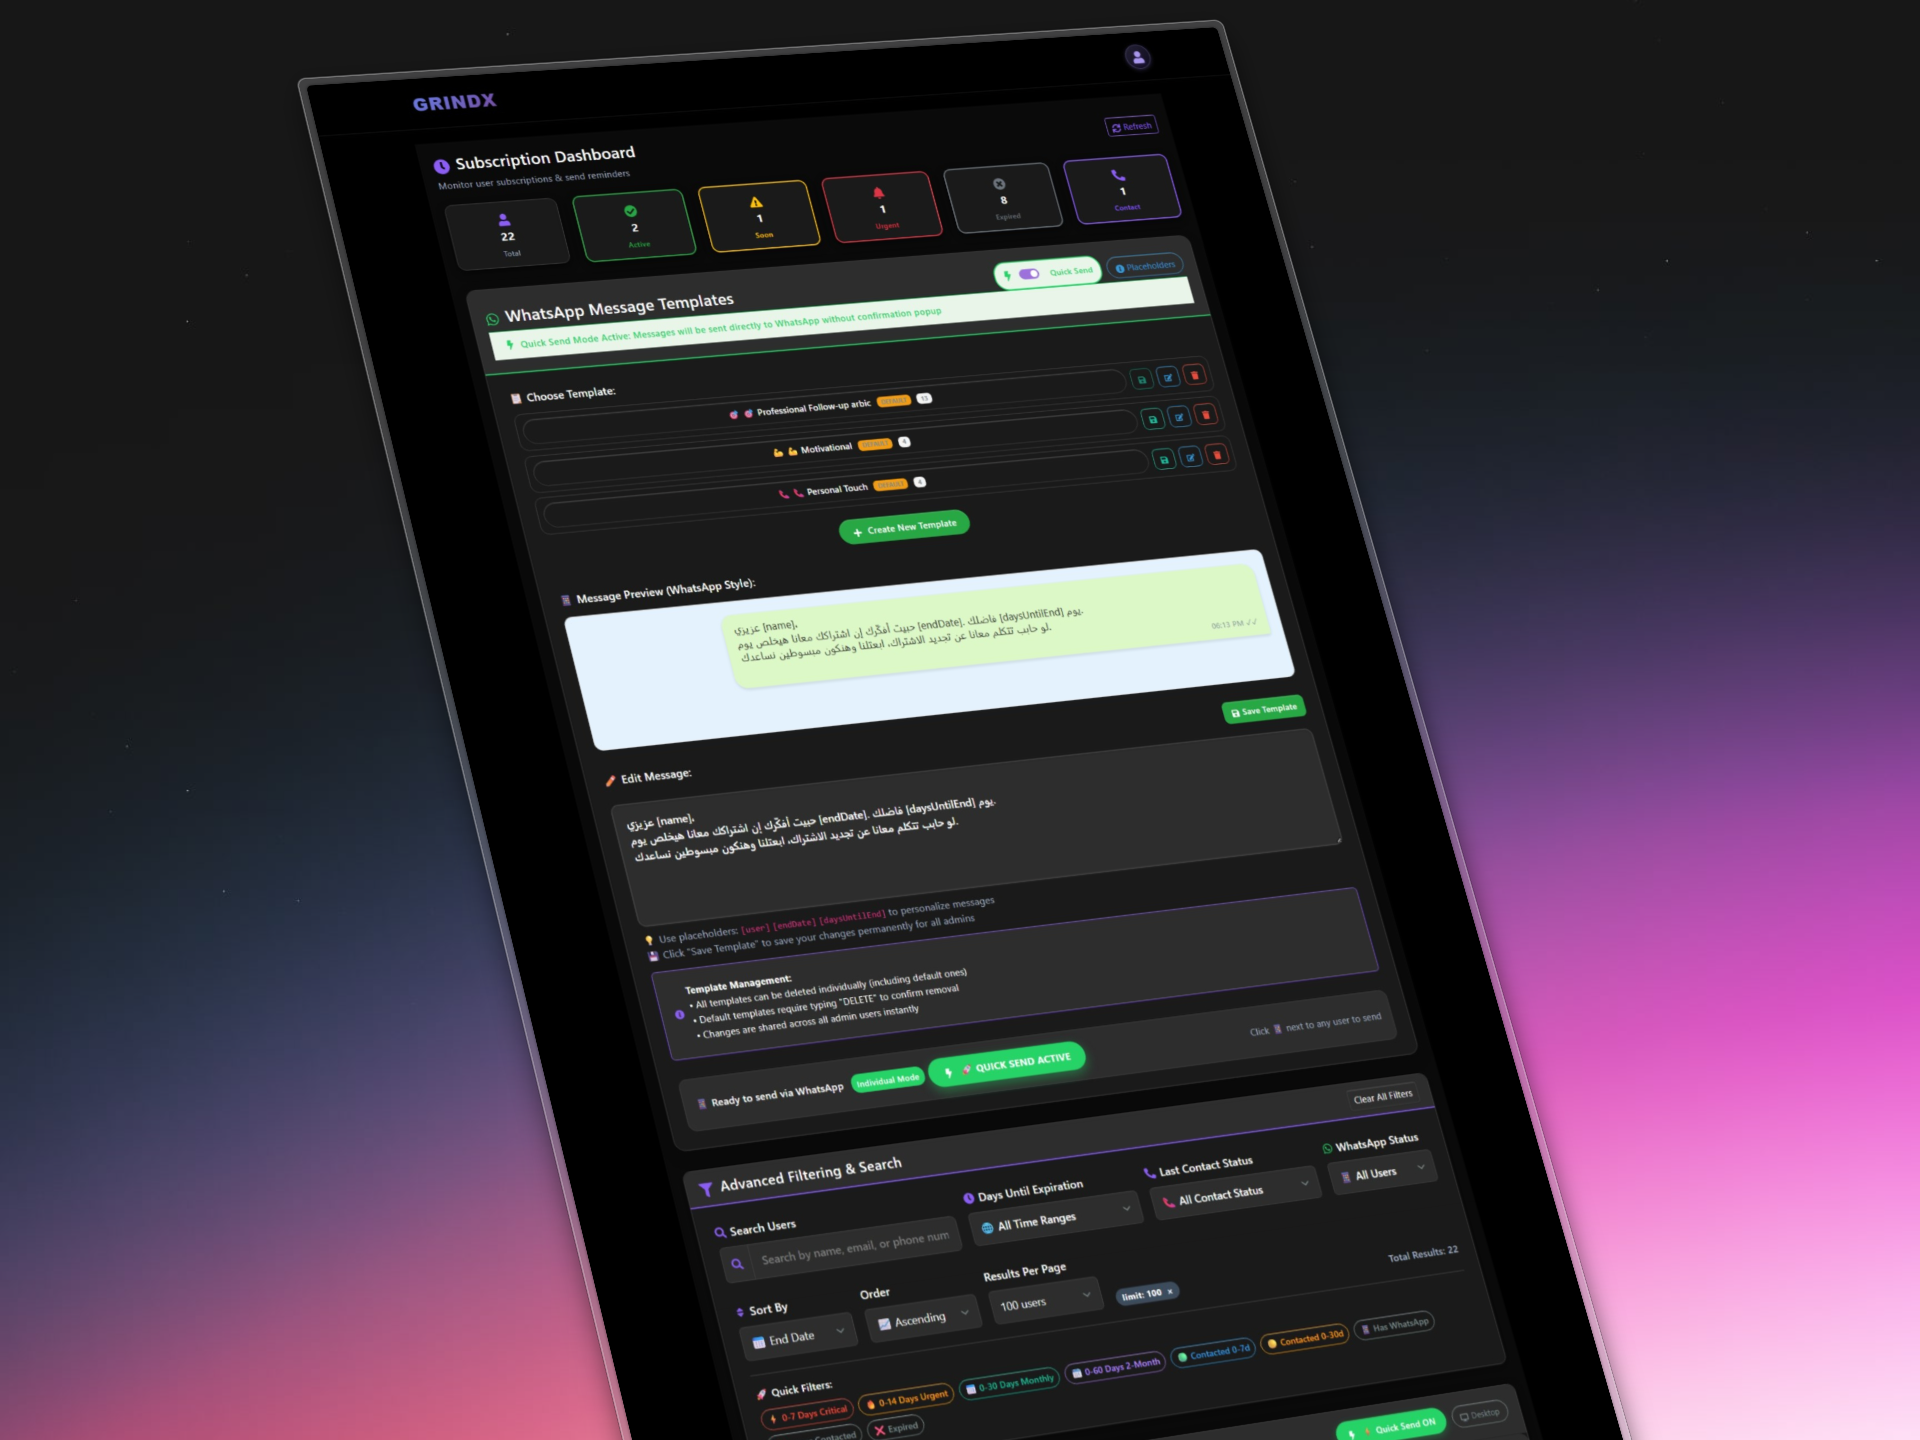 GRINDX
Subscription Dashboard
Monitor user subscriptions & send reminders
Refresh
22
Total
2
Active
1
Soon
1
Urgent
8
Expired
1
Contact
WhatsApp Message Templates
Quick Send
Placeholders
Quick Send Mode Active: Messages will be sent directly to WhatsApp without confirmation popup
Choose Template:
Professional Follow-up arbic DEFAULT 13
Motivational DEFAULT 4
Personal Touch DEFAULT 4
Create New Template
Message Preview (WhatsApp Style):
عزيزي [name],
حبيت أفكّرك إن اشتراكك معانا هيخلص يوم [endDate]. فاضلك [daysUntilEnd] يوم.
لو حابب تتكلم معانا عن تجديد الاشتراك، ابعتلنا وهنكون مبسوطين نساعدك.
06:13 PM ✓✓
Save Template
Edit Message:
عزيزي [name],
حبيت أفكّرك إن اشتراكك معانا هيخلص يوم [endDate]. فاضلك [daysUntilEnd] يوم.
لو حابب تتكلم معانا عن تجديد الاشتراك، ابعتلنا وهنكون مبسوطين نساعدك.
Use placeholders: [user] [endDate] [daysUntilEnd] to personalize messages
Click "Save Template" to save your changes permanently for all admins
Template Management:
• All templates can be deleted individually (including default ones)
• Default templates require typing "DELETE" to confirm removal
• Changes are shared across all admin users instantly
Ready to send via WhatsApp Individual Mode QUICK SEND ACTIVE
Click next to any user to send
Clear All Filters
Advanced Filtering & Search
Search Users
Search by name, email, or phone num
Days Until Expiration
All Time Ranges
Last Contact Status
All Contact Status
WhatsApp Status
All Users
Sort By
End Date
Order
Ascending
Results Per Page
100 users
limit: 100 ×
Total Results: 22
Quick Filters:
0-7 Days Critical
0-14 Days Urgent
0-30 Days Monthly
0-60 Days 2-Month
Contacted 0-7d
Contacted 0-30d
Has WhatsApp
Contacted
Expired
Quick Send ON
Desktop